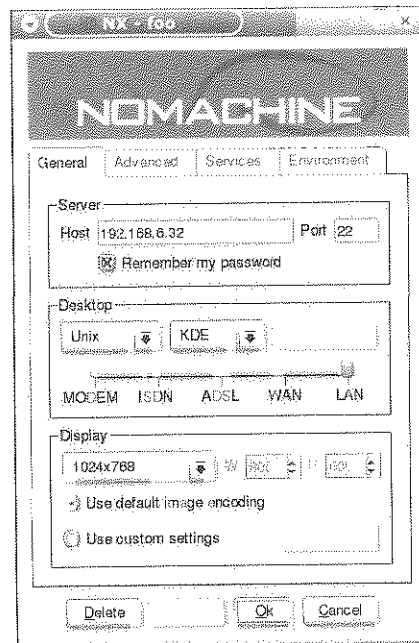 NX - foo
NOMACHINE
General Advanced Services Environment
Server
Host 192.168.6.32 Port 22
Remember my password
Desktop
Unix KDE
MODEM ISDN ADSL WAN LAN
Display
1024x768 W
Use default image encoding
Use custom settings
Delete Ok Cancel